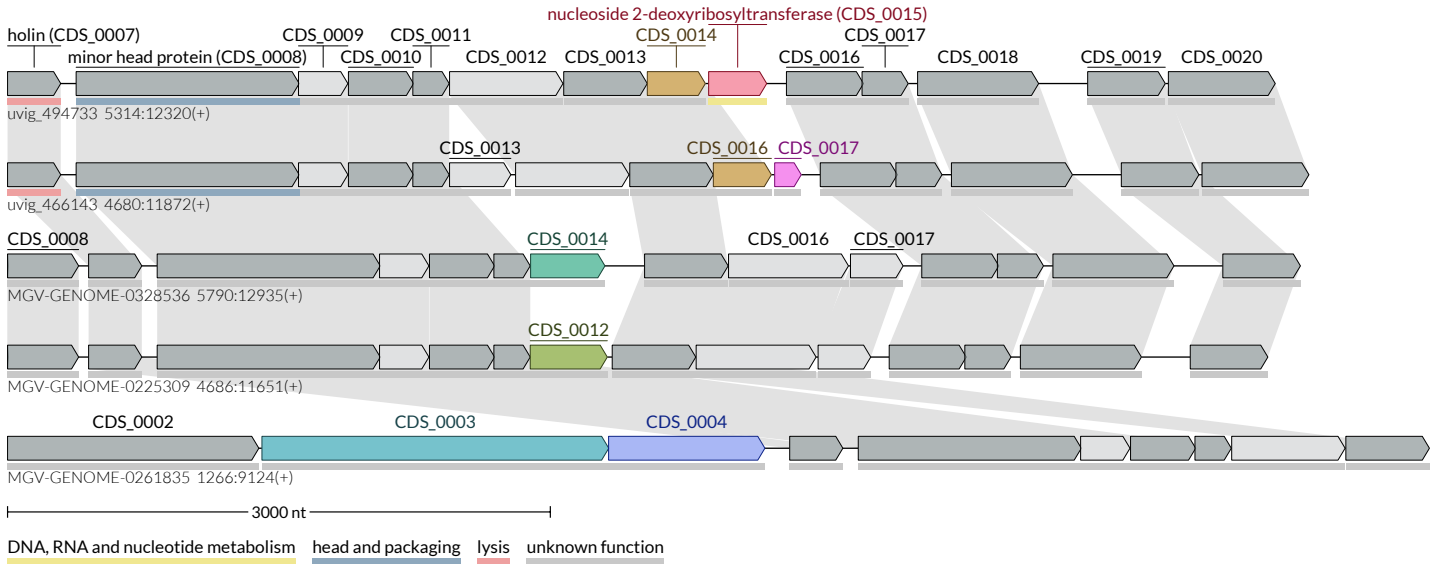 nucleoside 2-deoxyribosyltransferase (CDS_0015)
holin (CDS_0007) CDS_0009 CDS_0011 CDS_0014 CDS_0017
minor head protein (CDS_0008) CDS_0010 CDS_0012 CDS_0013 CDS_0016 CDS_0018 CDS_0019 CDS_0020
uvig_494733 5314:12320(+)
CDS_0013 CDS_0016 CDS_0017
uvig_466143 4680:11872(+)
CDS_0008 CDS_0014 CDS_0016 CDS_0017
MGV-GENOME-0328536 5790:12935(+)
CDS_0012
MGV-GENOME-0225309 4686:11651(+)
CDS_0002 CDS_0003 CDS_0004
MGV-GENOME-0261835 1266:9124(+)
3000 nt
DNA, RNA and nucleotide metabolism head and packaging lysis unknown function